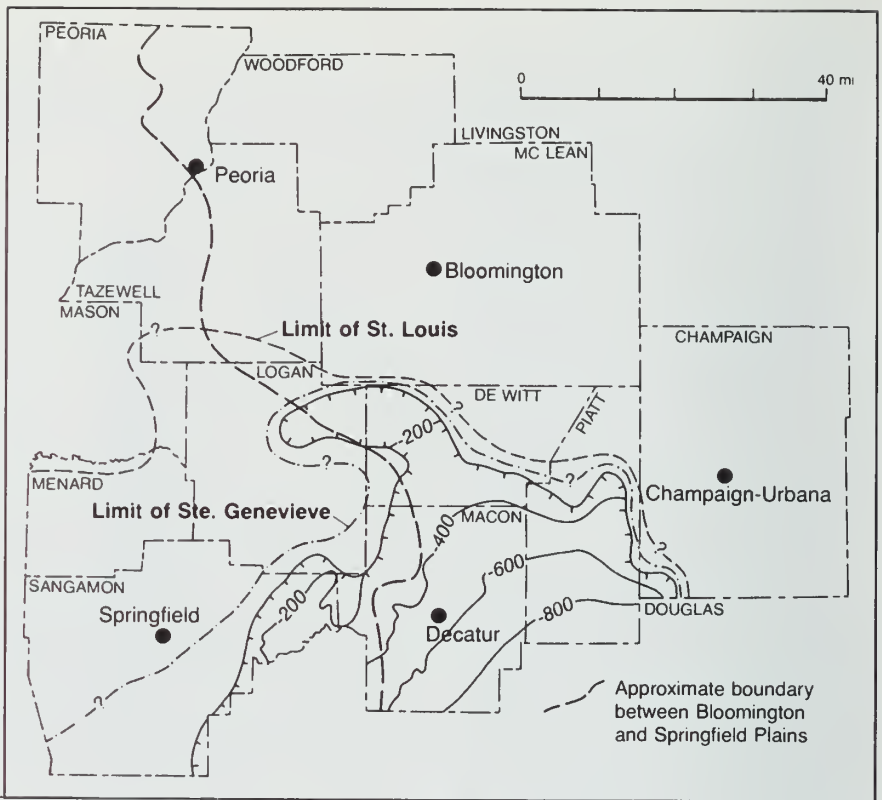 PEORIA
WOODFORD
0 40 mi
LIVINGSTON
MC LEAN
Peoria
Bloomington
TAZEWELL
MASON
?
Limit of St. Louis
CHAMPAIGN
LOGAN
DE WITT
PIATT
?
-200
?
?
MENARD
Champaign-Urbana
Limit of Ste. Genevieve
MACON
-400
?
-600
SANGAMON
-200
-800
DOUGLAS
Springfield
Decatur
?
Approximate boundary
between Bloomington
and Springfield Plains